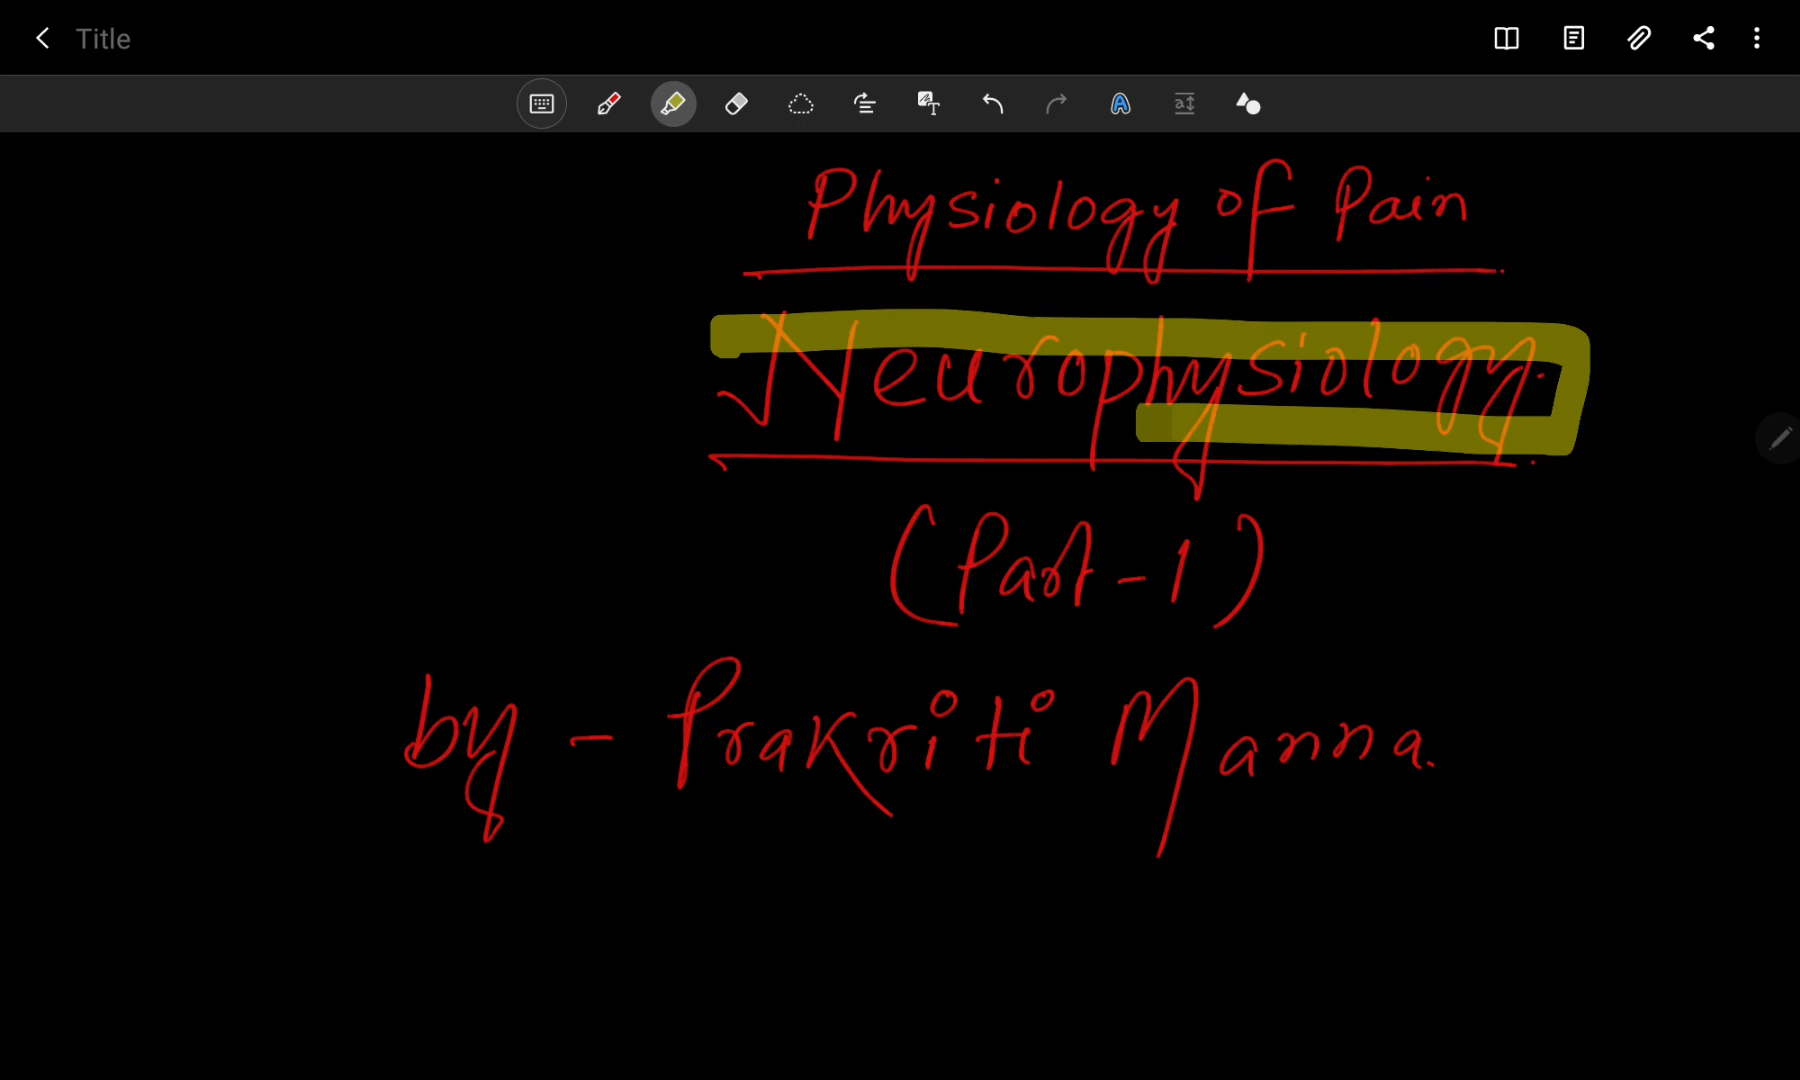 Title
Physiology of Pain
Neurophysiology.
(Part-1)
by - Prakriti Manna.